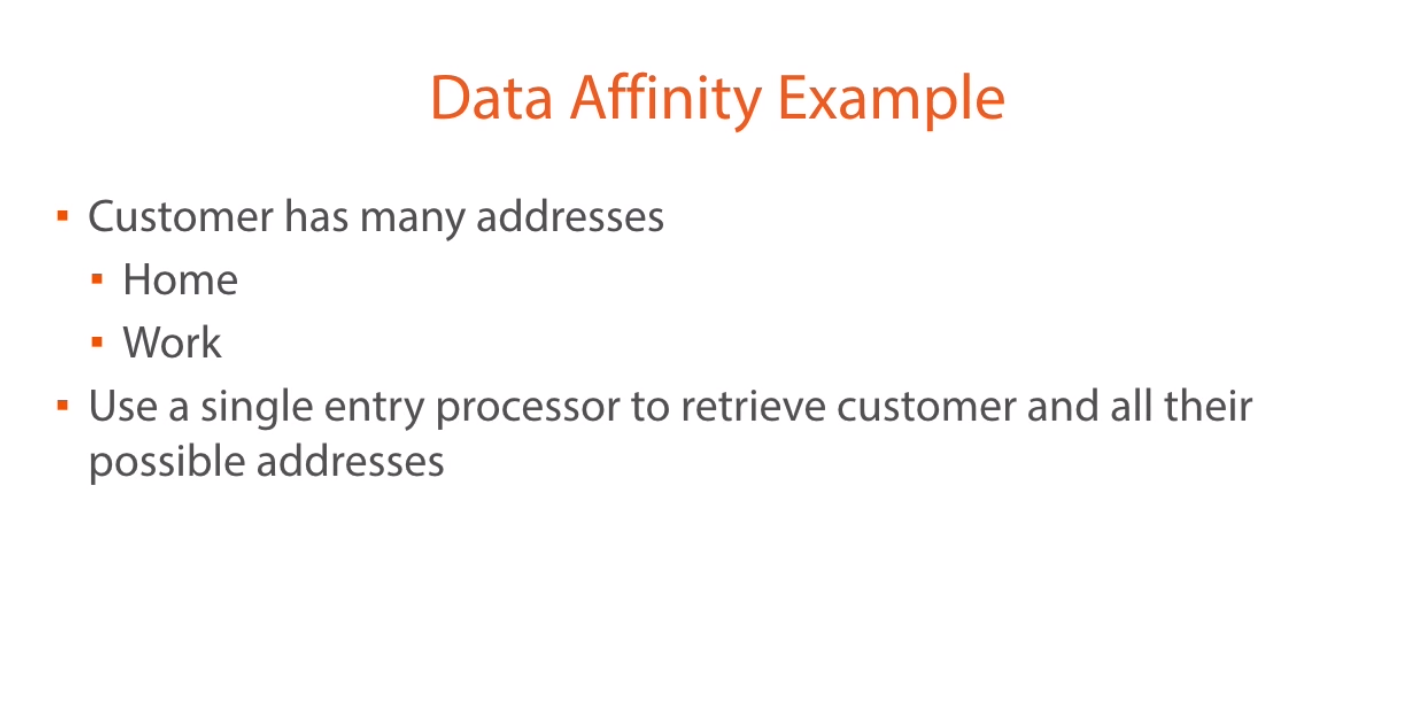 Data Affinity Example
Customer has many addresses
Home
Work
Use a single entry processor to retrieve customer and all their
possible addresses